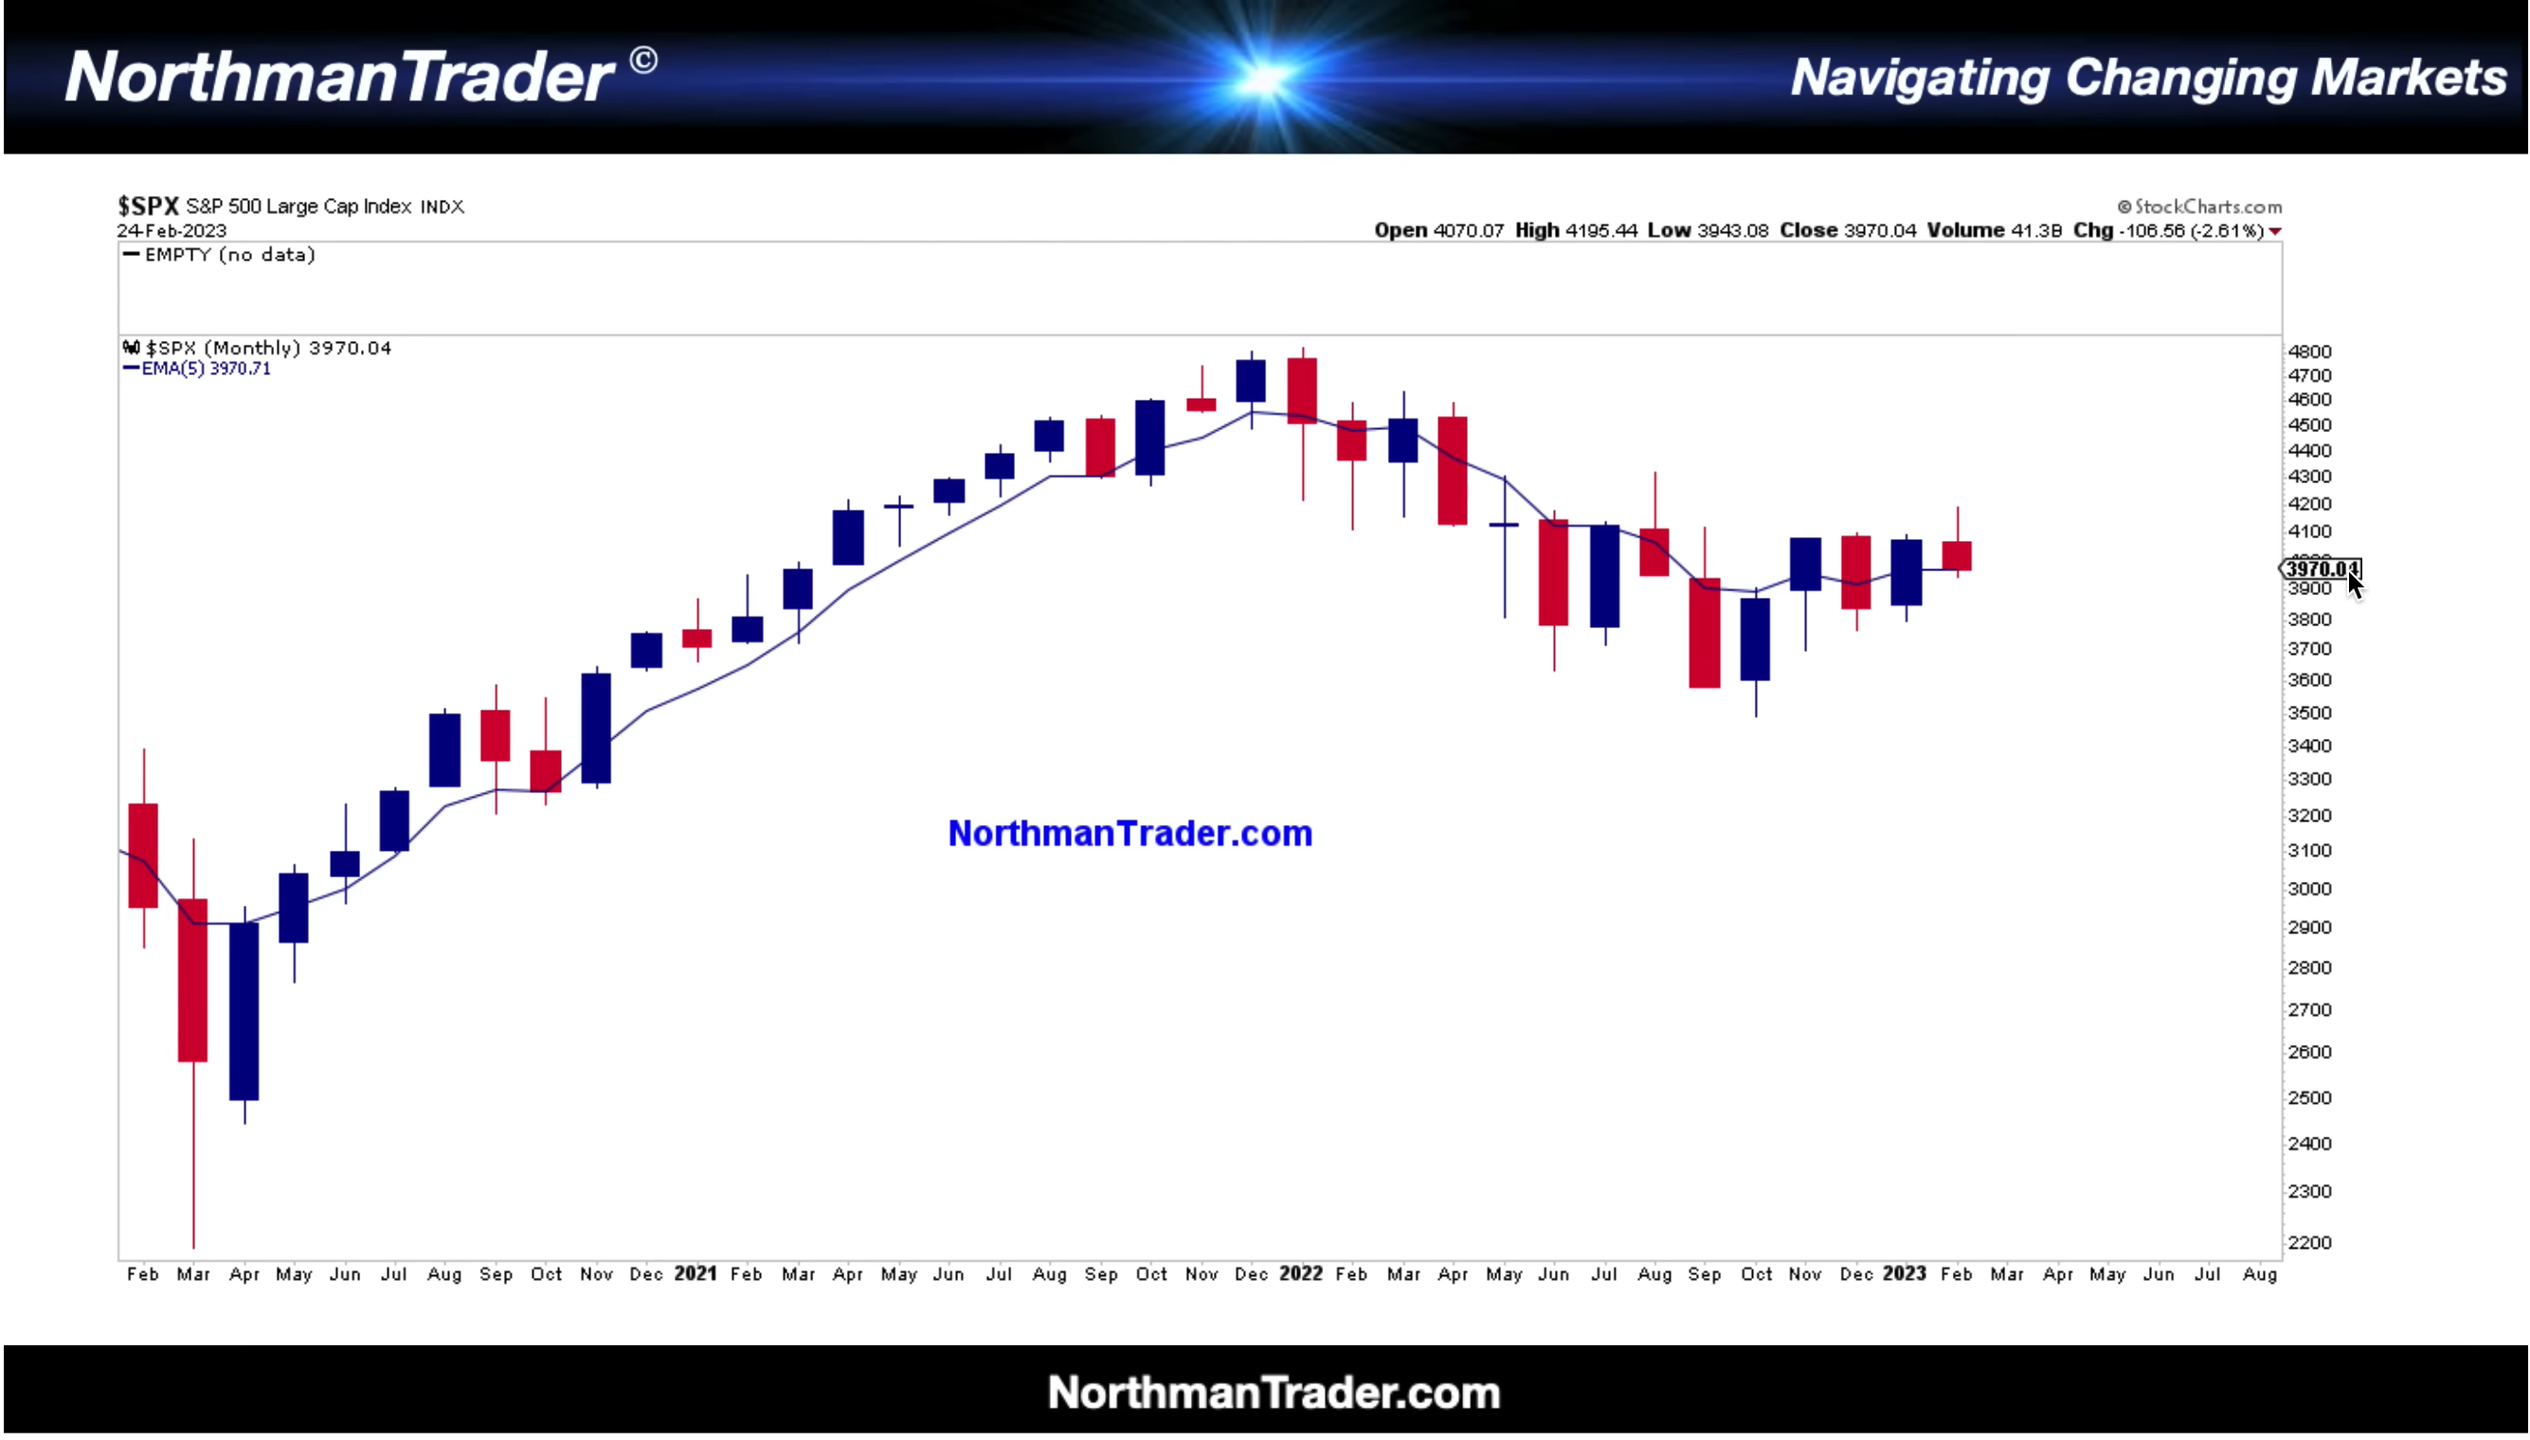 NorthmanTrader ©
Navigating Changing Markets
$SPX S&P 500 Large Cap Index INDX
© StockCharts.com
24-Feb-2023
Open 4070.07 High 4195.44 Low 3943.08 Close 3970.04 Volume 41.3B Chg -106.56 (-2.61%)
EMPTY (no data)
$SPX (Monthly) 3970.04
EMA(5) 3970.71
4800
4700
4600
4500
4400
4300
4200
4100
3970.04
3900
3800
3700
3600
3500
3400
3300
3200
3100
3000
2900
2800
2700
2600
2500
2400
2300
2200
NorthmanTrader.com
Feb Mar Apr May Jun Jul Aug Sep Oct Nov Dec 2021 Feb Mar Apr May Jun Jul Aug Sep Oct Nov Dec 2022 Feb Mar Apr May Jun Jul Aug Sep Oct Nov Dec 2023 Feb Mar Apr May Jun Jul Aug
NorthmanTrader.com